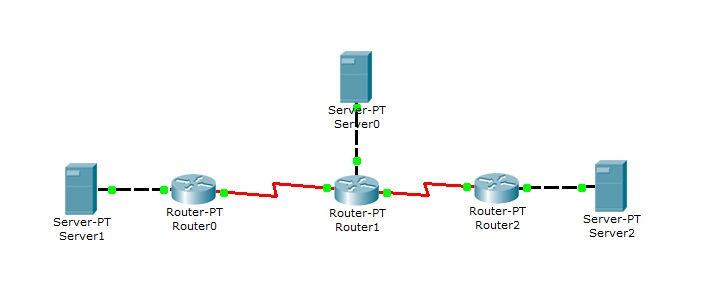 Server-PT
Server0
Server-PT
Server1
Router-PT
Router0
Router-PT
Router1
Router-PT
Router2
Server-PT
Server2